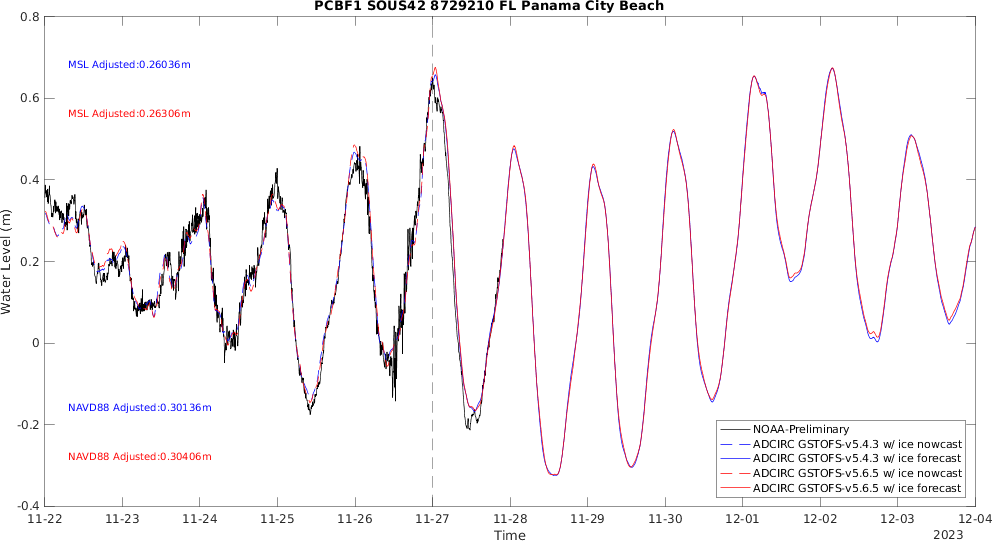 PCBF1 SOUS42 8729210 FL Panama City Beach
0.8
0.6
0.4
0.2
0
-0.2
-0.4
Water Level (m)
MSL Adjusted:0.26036m
MSL Adjusted:0.26306m
NAVD88 Adjusted:0.30136m
NAVD88 Adjusted:0.30406m
NOAA-Preliminary
ADCIRC GSTOFS-v5.4.3 w/ ice nowcast
ADCIRC GSTOFS-v5.4.3 w/ ice forecast
ADCIRC GSTOFS-v5.6.5 w/ ice nowcast
ADCIRC GSTOFS-v5.6.5 w/ ice forecast
11-22 11-23 11-24 11-25 11-26 11-27 11-28 11-29 11-30 12-01 12-02 12-03 12-04
Time
2023